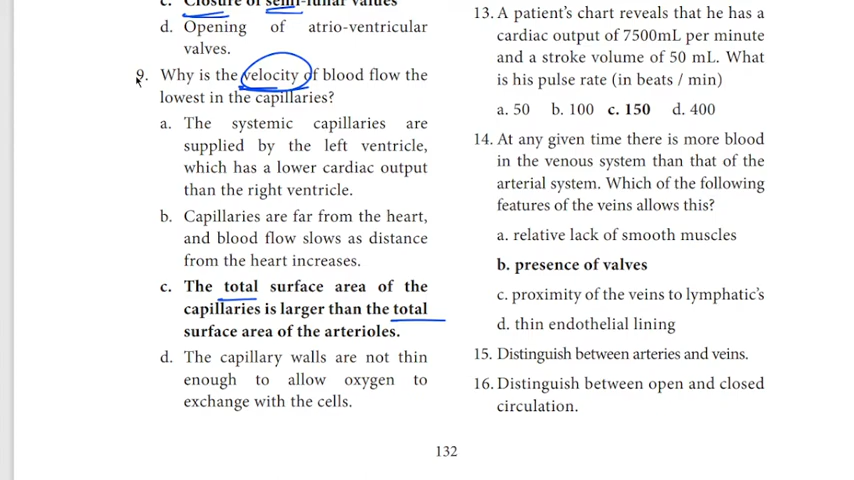 c. Closure of semi-lunar values
d. Opening of atrio-ventricular
valves.
9. Why is the velocity of blood flow the
lowest in the capillaries?
a. The systemic capillaries are
supplied by the left ventricle,
which has a lower cardiac output
than the right ventricle.
b. Capillaries are far from the heart,
and blood flow slows as distance
from the heart increases.
c. The total surface area of the
capillaries is larger than the total
surface area of the arterioles.
d. The capillary walls are not thin
enough to allow oxygen to
exchange with the cells.
13. A patient's chart reveals that he has a
cardiac output of 7500mL per minute
and a stroke volume of 50 mL. What
is his pulse rate (in beats / min)
a. 50 b. 100 c. 150 d. 400
14. At any given time there is more blood
in the venous system than that of the
arterial system. Which of the following
features of the veins allows this?
a. relative lack of smooth muscles
b. presence of valves
c. proximity of the veins to lymphatic's
d. thin endothelial lining
15. Distinguish between arteries and veins.
16. Distinguish between open and closed
circulation.
132